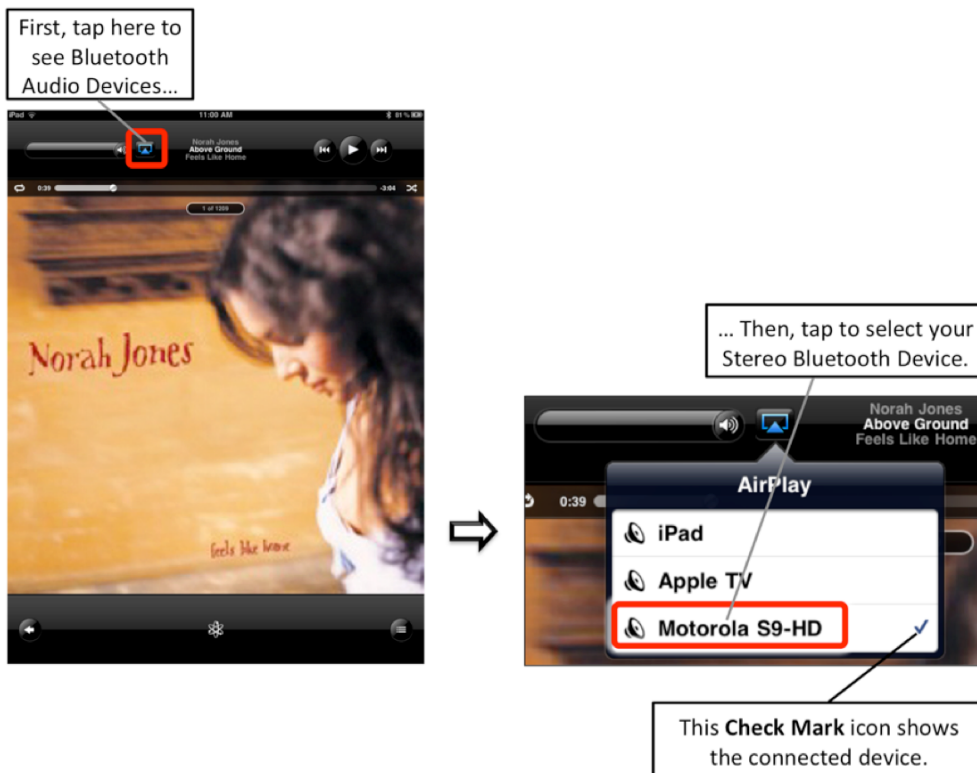 First, tap here to
see Bluetooth
Audio Devices...
iPad
11:00 AM
81 %
Norah Jones
Above Ground
Feels Like Home
0:39
-3:04
1 of 1309
Norah Jones
feels like home
... Then, tap to select your
Stereo Bluetooth Device.
Norah Jones
Above Ground
Feels Like Home
AirPlay
0:39
iPad
Apple TV
Motorola S9-HD
This Check Mark icon shows
the connected device.